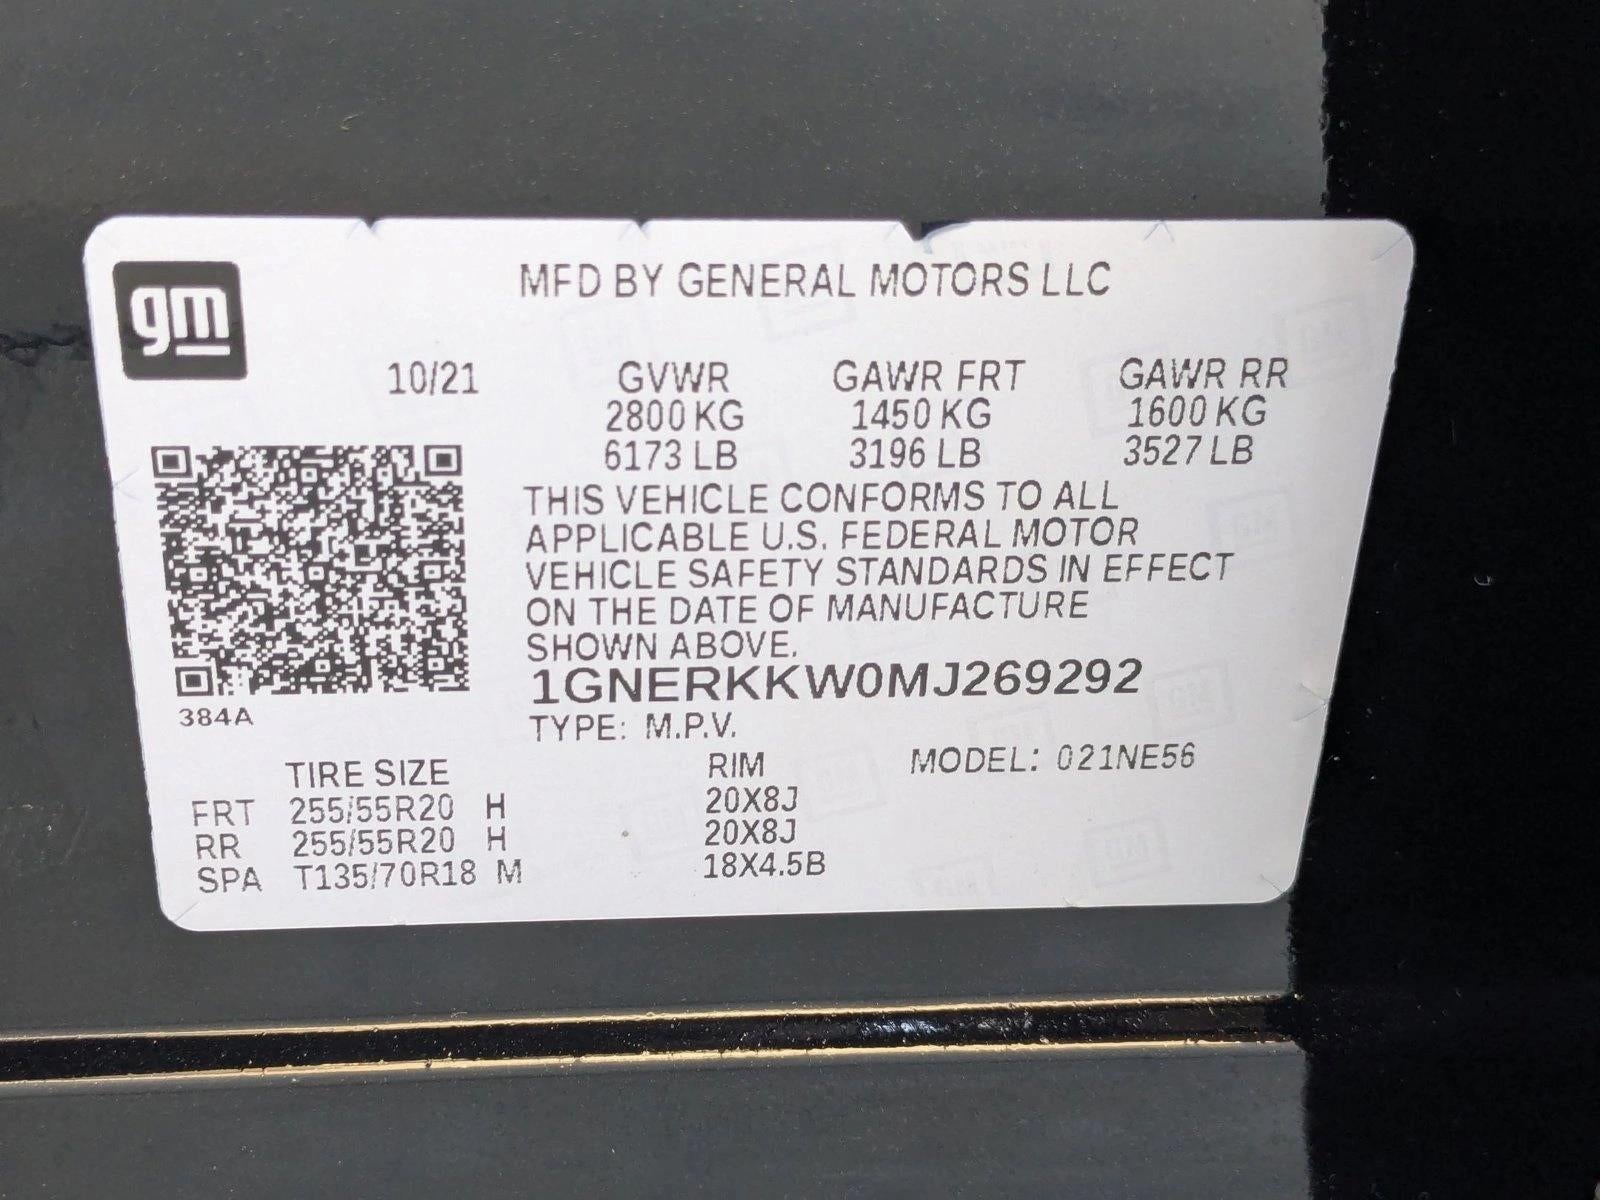 gm
MFD BY GENERAL MOTORS LLC
10/21 GVWR GAWR FRT GAWR RR
2800 KG 1450 KG 1600 KG
6173 LB 3196 LB 3527 LB
THIS VEHICLE CONFORMS TO ALL
APPLICABLE U.S. FEDERAL MOTOR
VEHICLE SAFETY STANDARDS IN EFFECT
ON THE DATE OF MANUFACTURE
SHOWN ABOVE.
1GNERKKW0MJ269292
384A
TYPE: M.P.V.
TIRE SIZE RIM MODEL: 021NE56
FRT 255/55R20 H 20X8J
RR 255/55R20 H 20X8J
SPA T135/70R18 M 18X4.5B